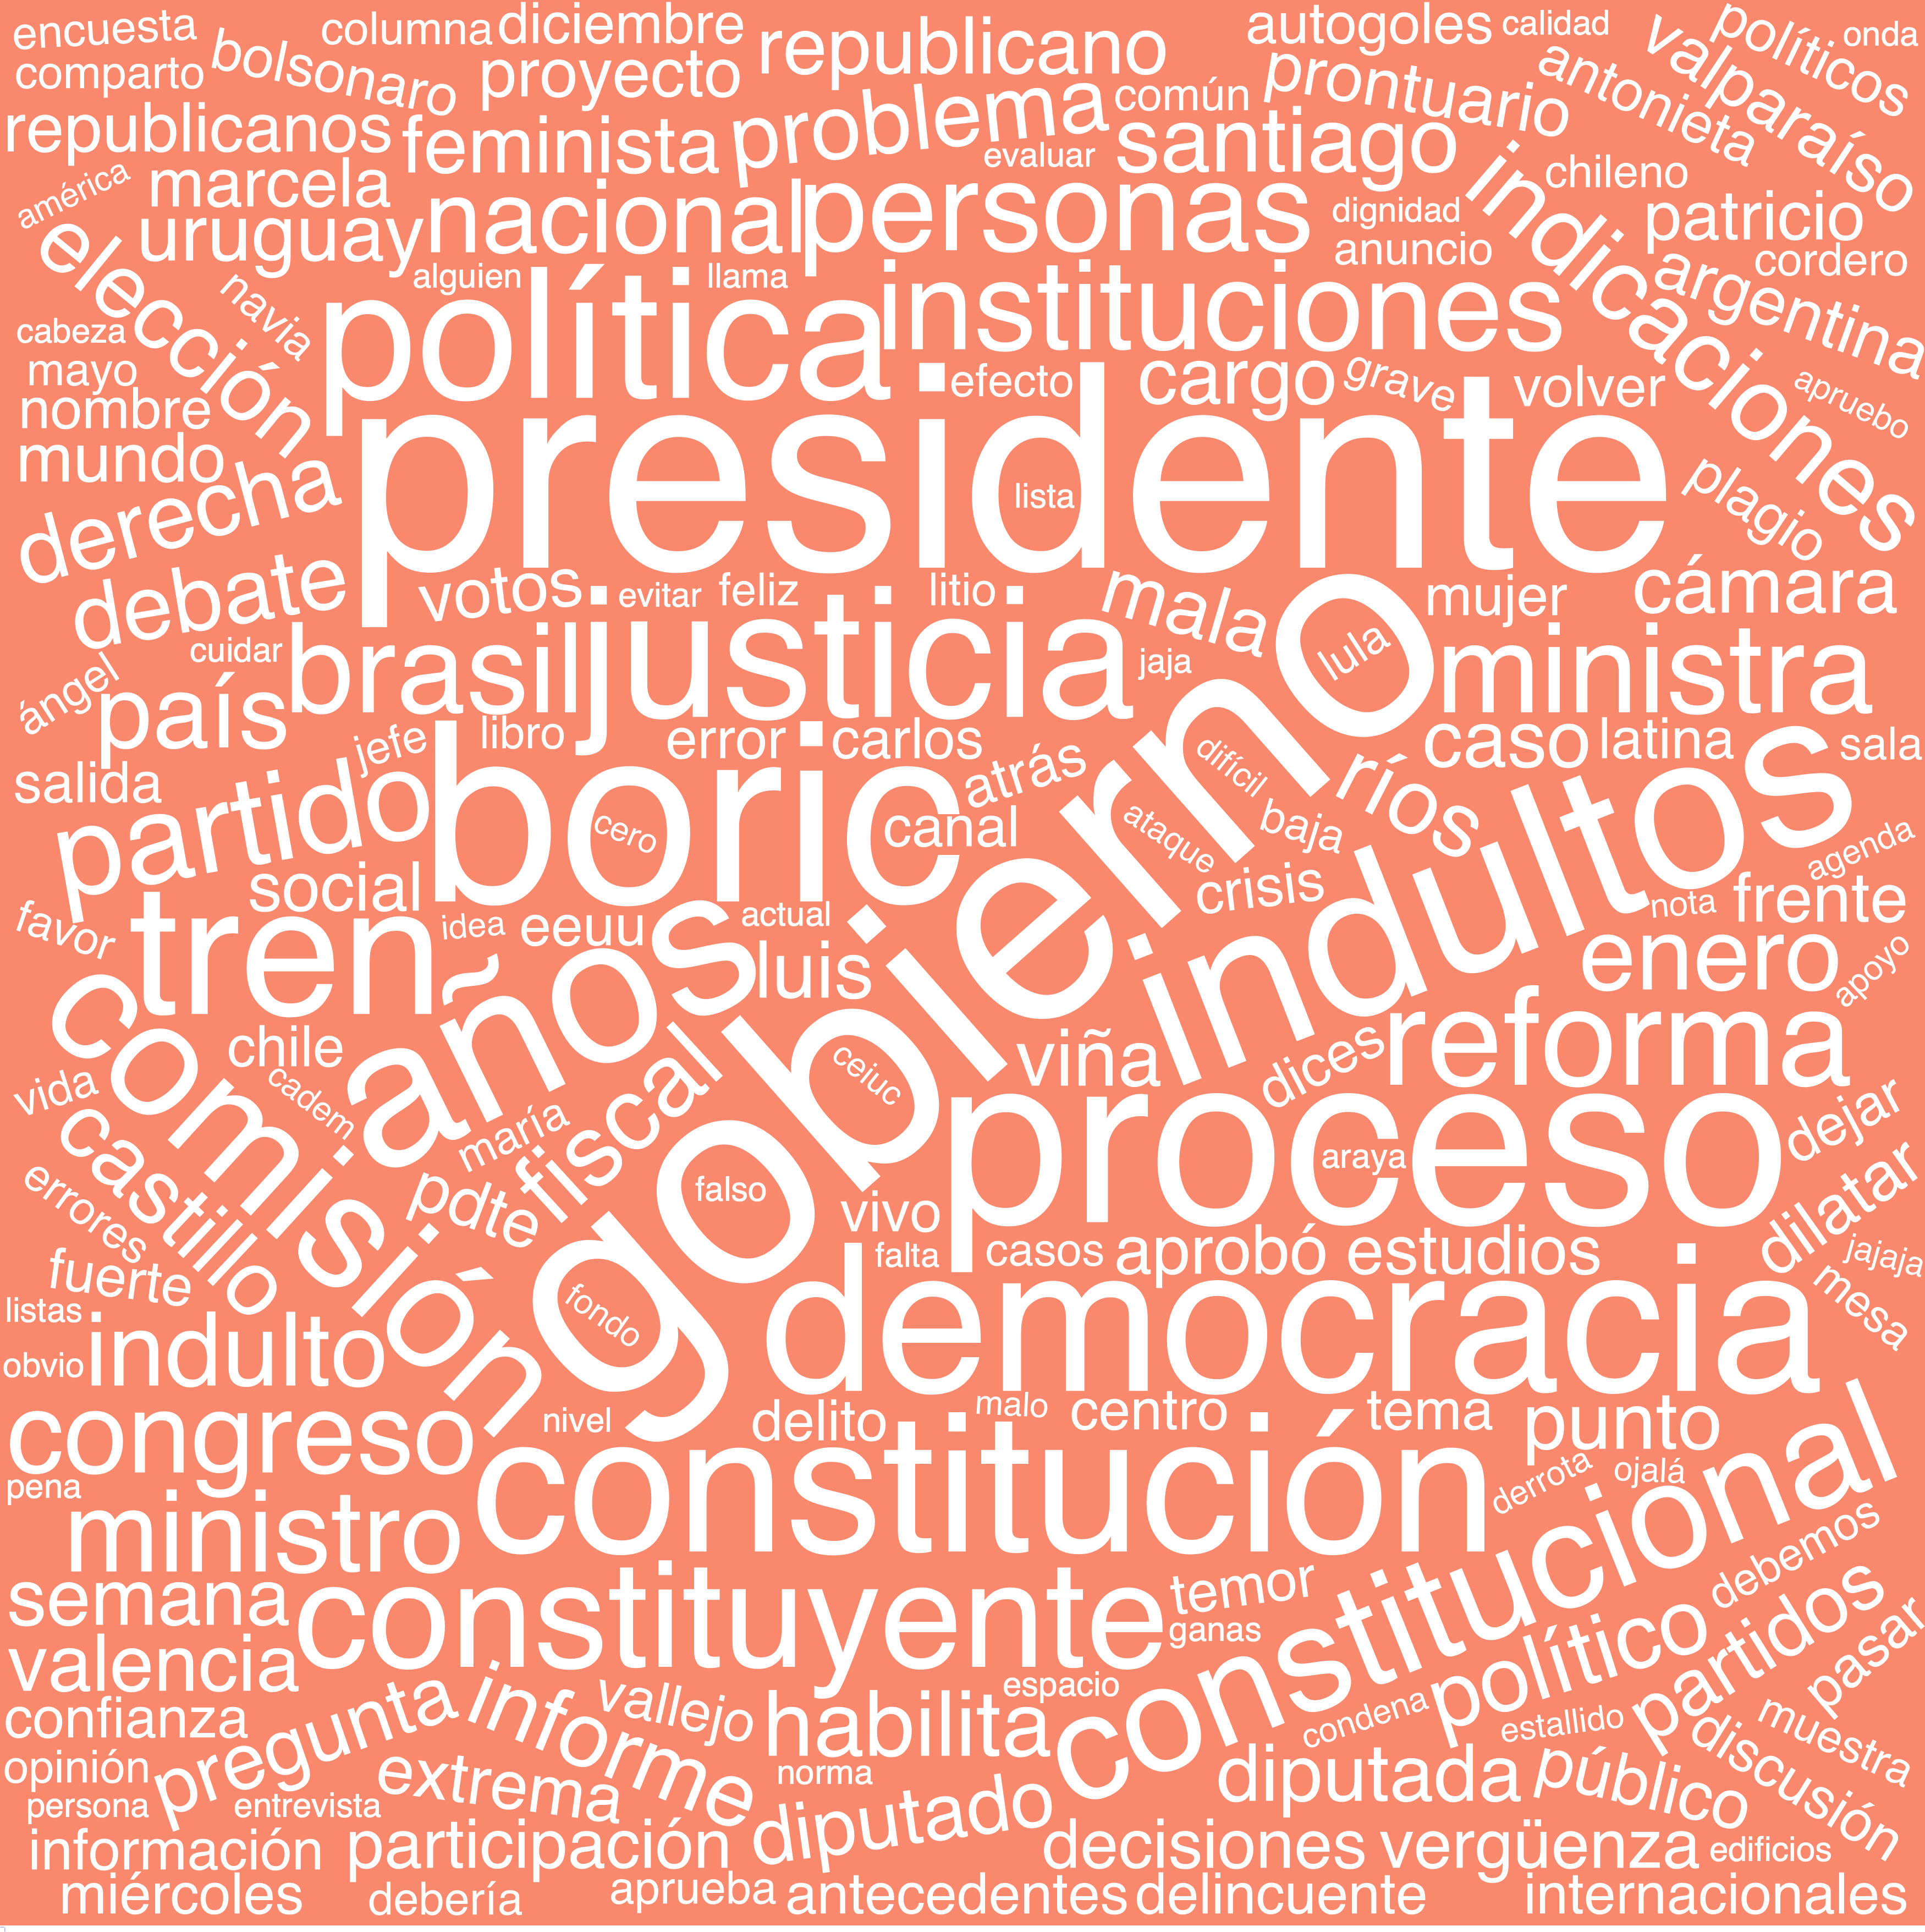 encuesta
columna
diciembre
republicano
autogoles
calidad
valparaíso
políticos
onda
comparto
bolsonaro
proyecto
prontuario
antonieta
republicanos
feminista
problema
común
santiago
evaluar
américa
marcela
nacional
personas
chileno
dignidad
indicaciones
patricio
uruguay
anuncio
cordero
elección
navia
alguien
llama
política
instituciones
argentina
cabeza
mayo
nombre
efecto
cargo
grave
volver
apruebo
mundo
presidente
lista
plagio
derecha
debate
votos
evitar
feliz
litio
mala
mujer
cámara
cuidar
brasil
justicia
jaja
lula
ministra
ángel
país
jefe
libro
error
carlos
atrás
difícil
ríos
caso
latina
sala
salida
partido
boric
cero
canal
ataque
baja
indultos
agenda
social
crisis
favor
tren
idea
eeuu
actual
gobierno
nota
frente
años
luis
enero
apoyo
comisión
chile
fiscal
ceiuc
viña
dices
reforma
vida
cadem
maría
proceso
araya
dejar
castillo
errores
pdte
falso
vivo
dilatar
fuerte
falta
casos
aprobó
estudios
jajaja
listas
fondo
democracia
mesa
obvio
indulto
congreso
nivel
delito
malo
centro
tema
punto
pena
ministro
constitución
derrota
ojalá
constitucional
semana
constituyente
temor
debemos
valencia
ganas
político
partidos
pasar
confianza
pregunta
informe
vallejo
habilita
espacio
condena
estallido
muestra
opinión
extrema
norma
diputada
público
discusión
persona
entrevista
diputado
información
participación
decisiones
vergüenza
edificios
miércoles
debería
aprueba
antecedentes
delincuente
internacionales